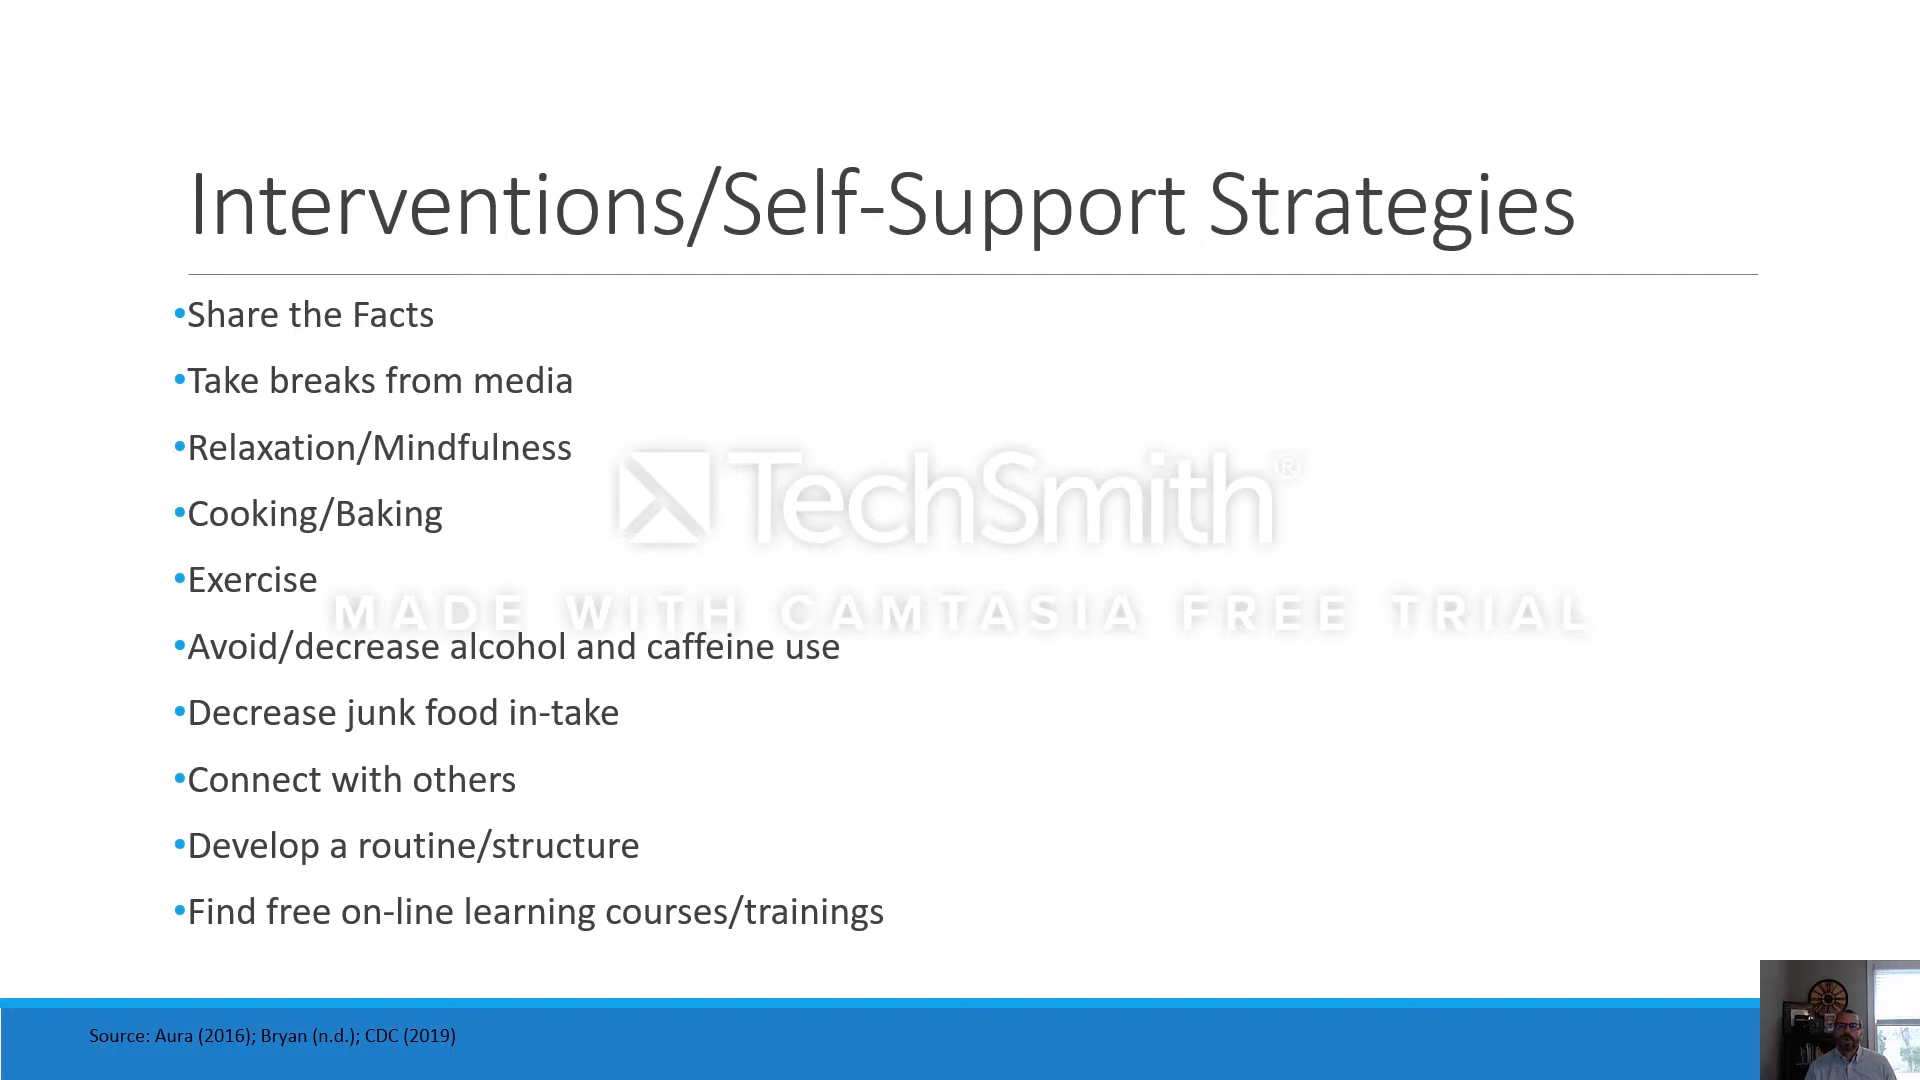 Interventions/Self-Support Strategies
•Share the Facts
•Take breaks from media
•Relaxation/Mindfulness
•Cooking/Baking
•Exercise
•Avoid/decrease alcohol and caffeine use
•Decrease junk food in-take
•Connect with others
•Develop a routine/structure
•Find free on-line learning courses/trainings
TechSmith®
MADE WITH CAMTASIA FREE TRIAL
Source: Aura (2016); Bryan (n.d.); CDC (2019)